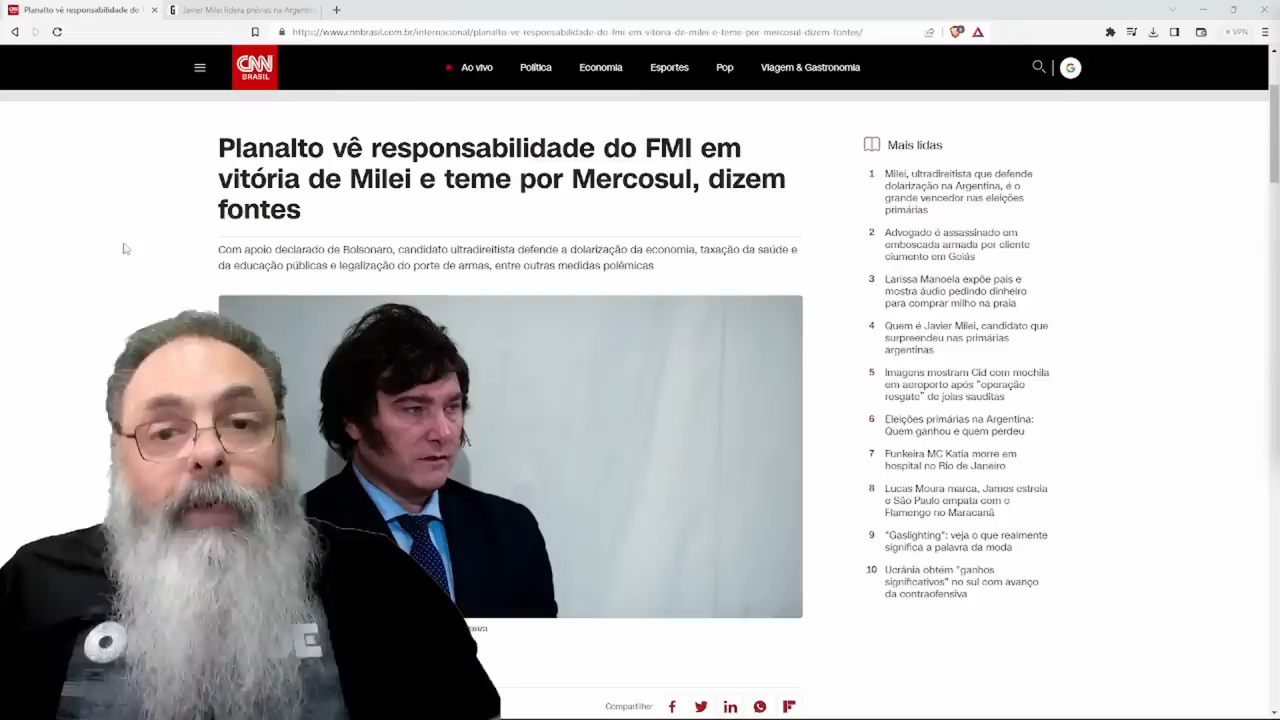 Planalto vê responsabilidade do
Javier Milei lidera prévias na Argentin
https://www.cnnbrasil.com.br/internacional/planalto-ve-responsabilidade-do-fmi-em-vitoria-de-milei-e-teme-por-mercosul-dizem-fontes/
VPN
CNN
BRASIL
Ao vivo
Política
Economia
Esportes
Pop
Viagem & Gastronomia
G
Planalto vê responsabilidade do FMI em
vitória de Milei e teme por Mercosul, dizem
fontes
Com apoio declarado de Bolsonaro, candidato ultradireitista defende a dolarização da economia, taxação da saúde e
da educação públicas e legalização do porte de armas, entre outras medidas polêmicas
Mais lidas
1 Milei, ultradireitista que defende
dolarização na Argentina, é o
grande vencedor nas eleições
primárias
2 Advogado é assassinado em
emboscada armada por cliente
ciumento em Goiás
3 Larissa Manoela expõe pais e
mostra áudio pedindo dinheiro
para comprar milho na praia
4 Quem é Javier Milei, candidato que
surpreendeu nas primárias
argentinas
5 Imagens mostram Cid com mochila
em aeroporto após "operação
resgate" de joias sauditas
6 Eleições primárias na Argentina:
Quem ganhou e quem perdeu
7 Funkeira MC Katia morre em
hospital no Rio de Janeiro
8 Lucas Moura marca, James estreia
e São Paulo empata com o
Flamengo no Maracanã
9 "Gaslighting": veja o que realmente
significa a palavra da moda
10 Ucrânia obtém "ganhos
significativos" no sul com avanço
da contraofensiva
Compartilhe: